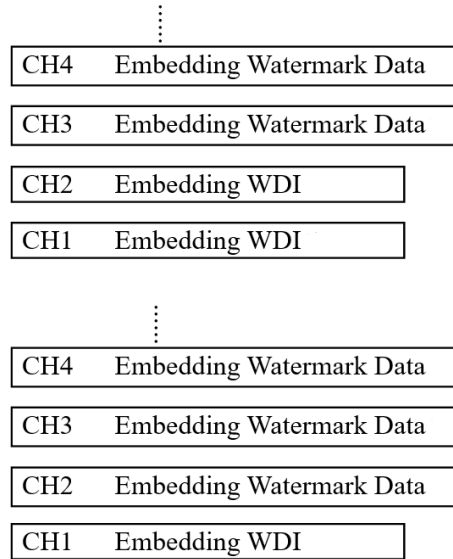 CH4 Embedding Watermark Data
CH3 Embedding Watermark Data
CH2 Embedding WDI
CH1 Embedding WDI
CH4 Embedding Watermark Data
CH3 Embedding Watermark Data
CH2 Embedding Watermark Data
CH1 Embedding WDI